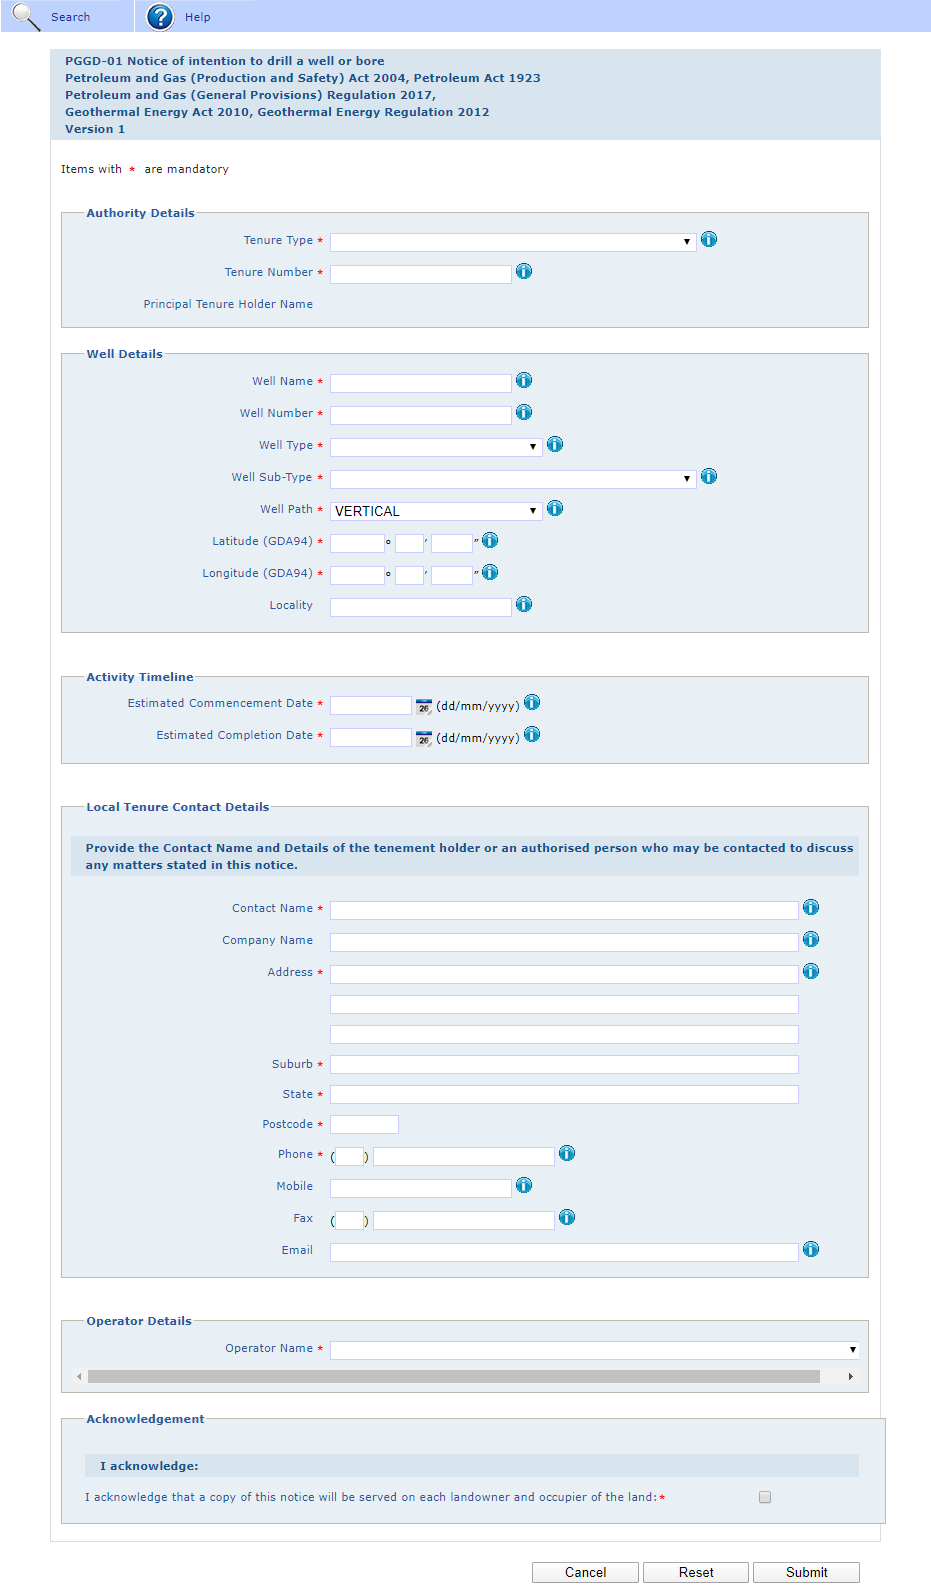 Search Help
PGGD-01 Notice of intention to drill a well or bore
Petroleum and Gas (Production and Safety) Act 2004, Petroleum Act 1923
Petroleum and Gas (General Provisions) Regulation 2017,
Geothermal Energy Act 2010, Geothermal Energy Regulation 2012
Version 1
Items with * are mandatory
Authority Details
Tenure Type *
Tenure Number *
Principal Tenure Holder Name
Well Details
Well Name *
Well Number *
Well Type *
Well Sub-Type *
Well Path * VERTICAL
Latitude (GDA94) * ° ′ ″
Longitude (GDA94) * ° ′ ″
Locality
Activity Timeline
Estimated Commencement Date * 26 (dd/mm/yyyy)
Estimated Completion Date * 26 (dd/mm/yyyy)
Local Tenure Contact Details
Provide the Contact Name and Details of the tenement holder or an authorised person who may be contacted to discuss
any matters stated in this notice.
Contact Name *
Company Name
Address *
Suburb *
State *
Postcode *
Phone * ( )
Mobile
Fax ( )
Email
Operator Details
Operator Name *
Acknowledgement
I acknowledge:
I acknowledge that a copy of this notice will be served on each landowner and occupier of the land:*
Cancel Reset Submit